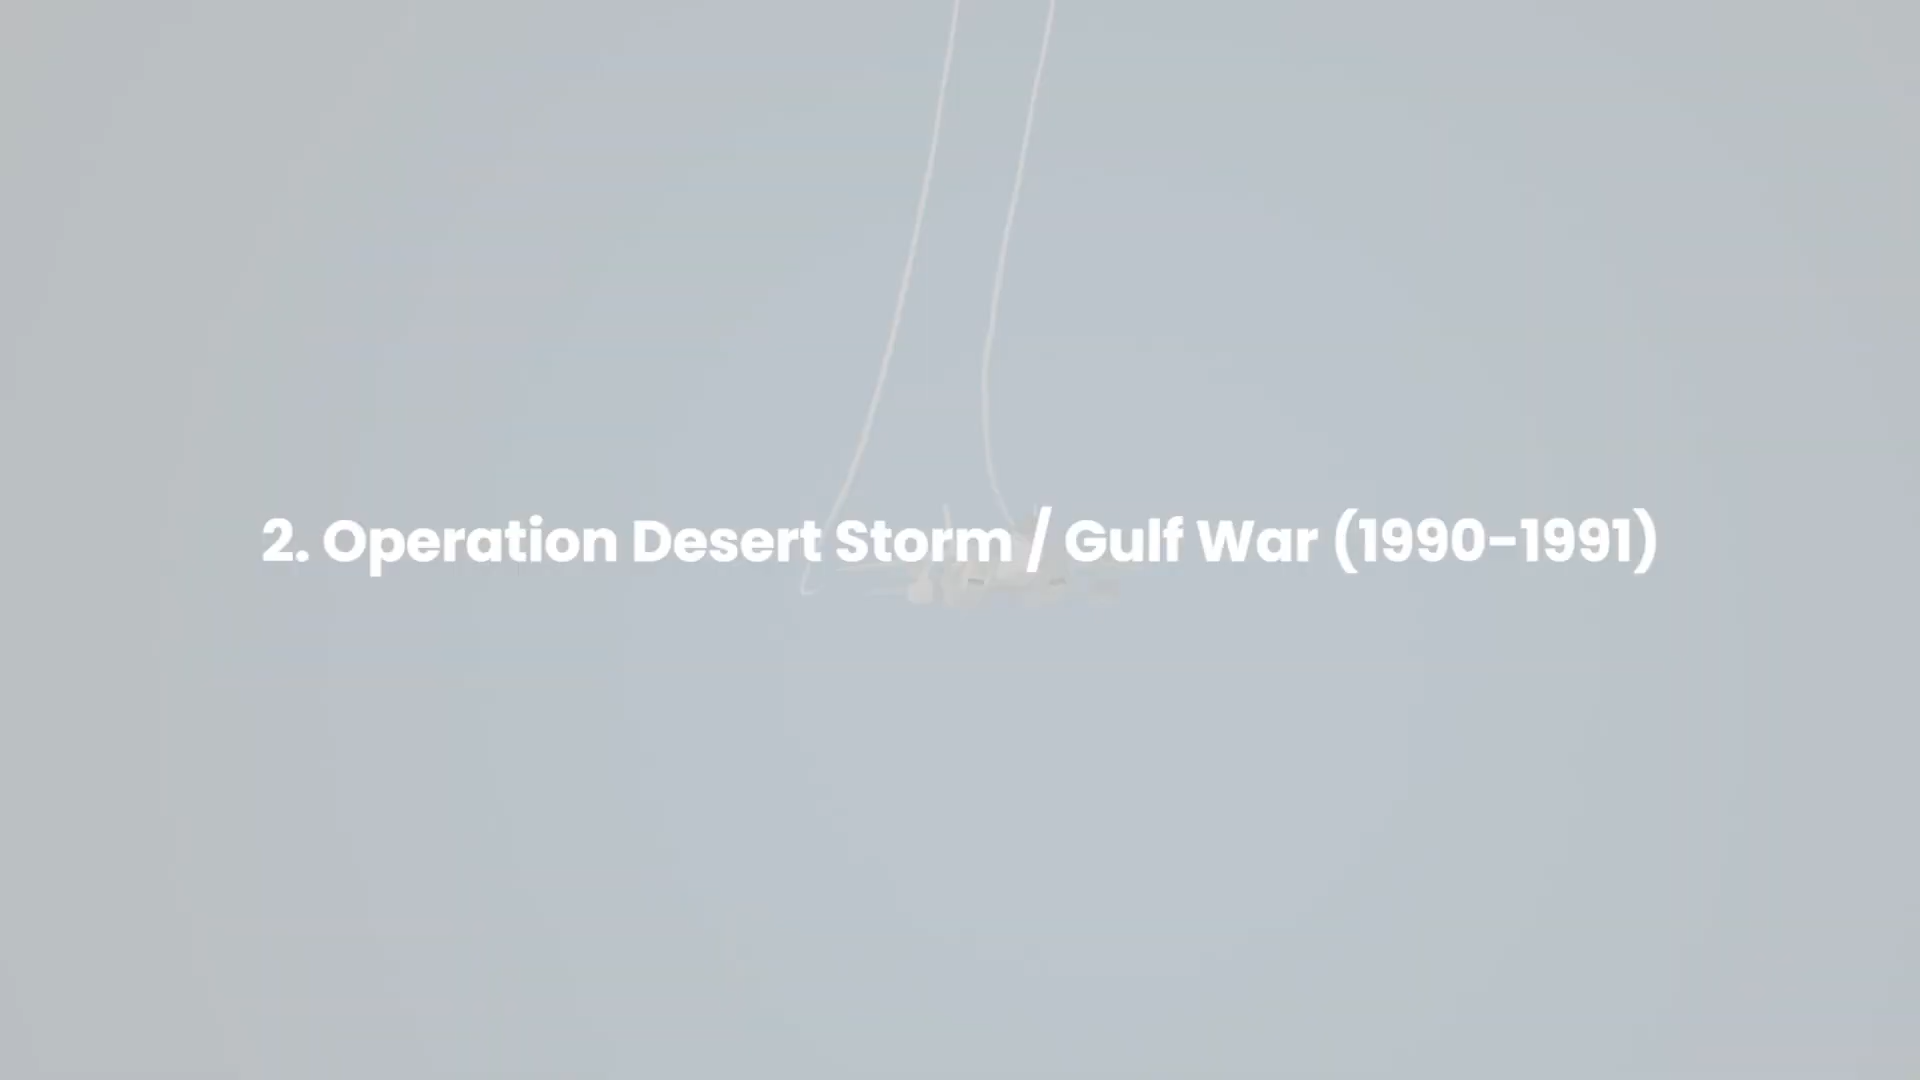 2. Operation Desert Storm / Gulf War (1990-1991)